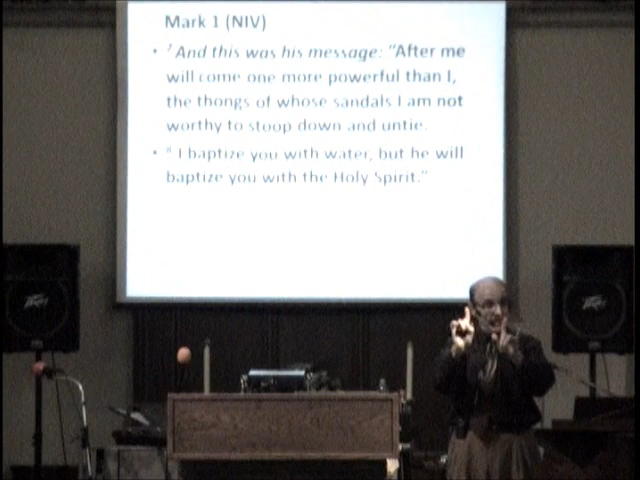 Mark 1 (NIV)
• ⁷ And this was his message: "After me
will come one more powerful than I,
the thongs of whose sandals I am not
worthy to stoop down and untie.
• ⁸ I baptize you with water, but he will
baptize you with the Holy Spirit."
PEAVEY
PEAVEY